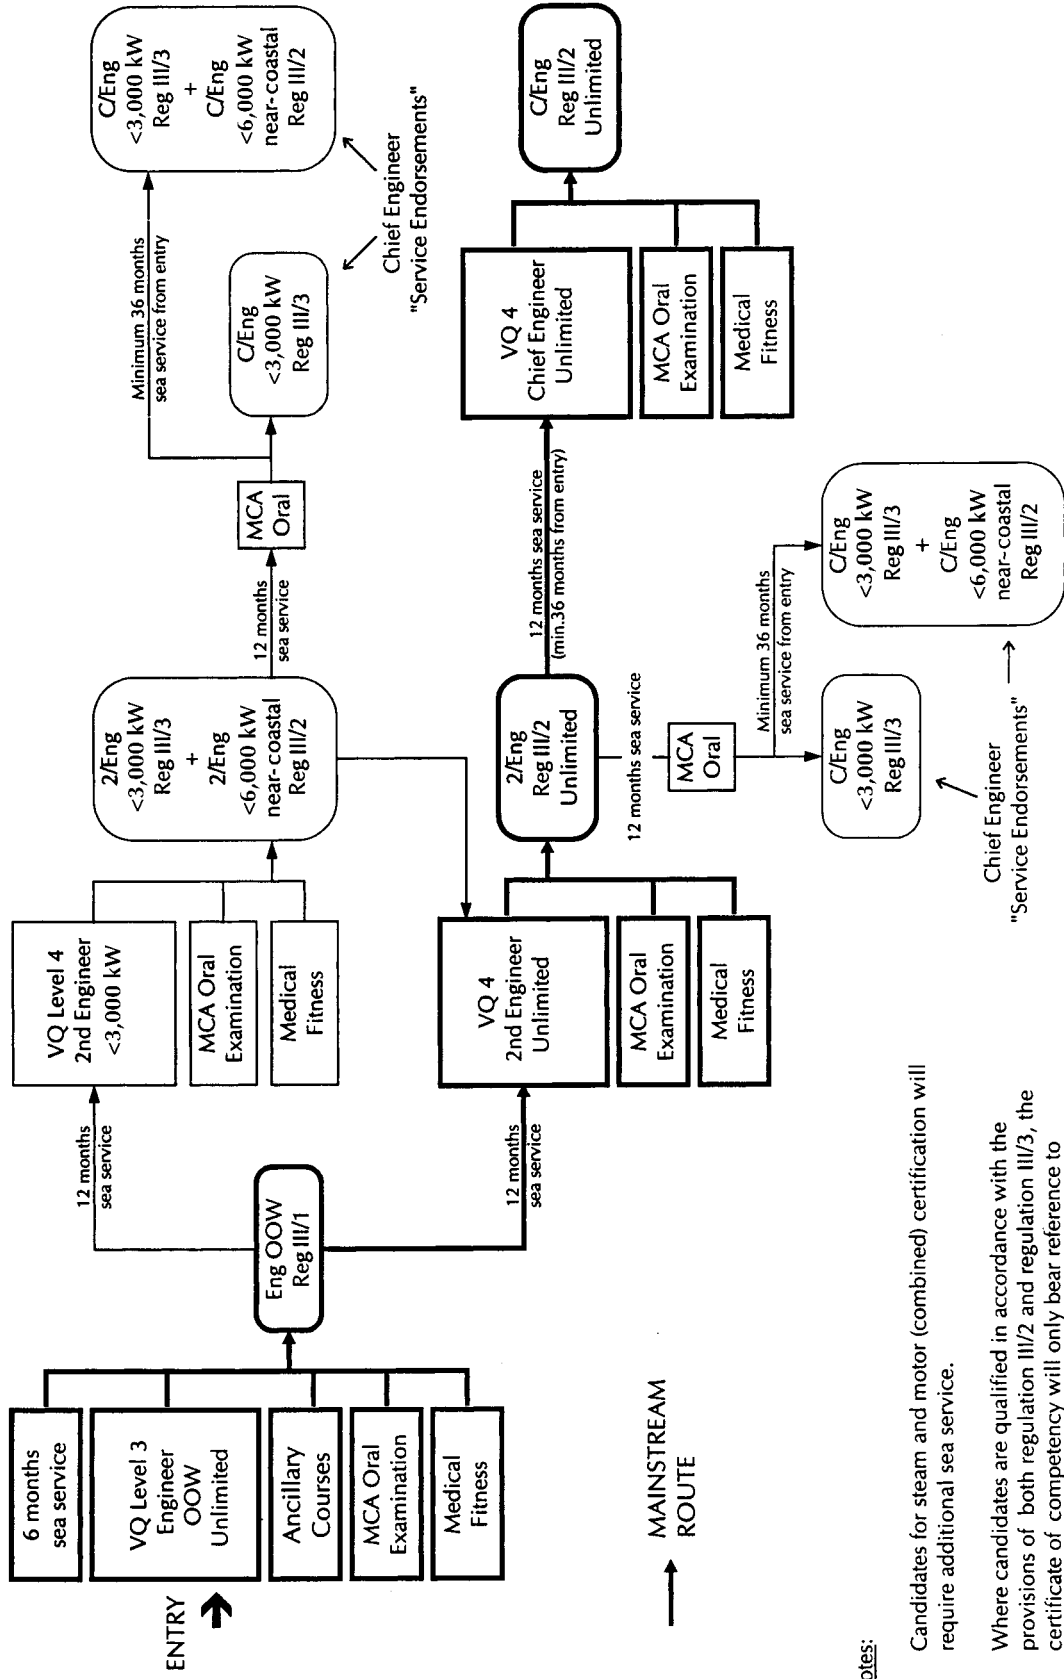 ENTRY
6 months
sea service
VQ Level 3
Engineer
OOW
Unlimited
Ancillary
Courses
MCA Oral
Examination
Medical
Fitness
Eng OOW
Reg III/1
12 months
sea service
12 months
sea service
VQ Level 4
2nd Engineer
<3,000 kW
MCA Oral
Examination
Medical
Fitness
VQ 4
2nd Engineer
Unlimited
MCA Oral
Examination
Medical
Fitness
2/Eng
<3,000 kW
Reg III/3
+
2/Eng
<6,000 kW
near-coastal
Reg III/2
12 months
sea service
MCA
Oral
Minimum 36 months
sea service from entry
C/Eng
<3,000 kW
Reg III/3
C/Eng
<3,000 kW
Reg III/3
+
C/Eng
<6,000 kW
near-coastal
Reg III/2
Chief Engineer
"Service Endorsements"
2/Eng
Reg III/2
Unlimited
12 months sea service
(min.36 months from entry)
VQ 4
Chief Engineer
Unlimited
MCA Oral
Examination
Medical
Fitness
C/Eng
Reg III/2
Unlimited
12 months sea service
MCA
Oral
Minimum 36 months
sea service from entry
C/Eng
<3,000 kW
Reg III/3
C/Eng
<3,000 kW
Reg III/3
+
C/Eng
<6,000 kW
near-coastal
Reg III/2
Chief Engineer
"Service Endorsements"
MAINSTREAM
ROUTE
otes:
Candidates for steam and motor (combined) certification will
require additional sea service.
Where candidates are qualified in accordance with the
provisions of both regulation III/2 and regulation III/3, the
certificate of competency will only bear reference to